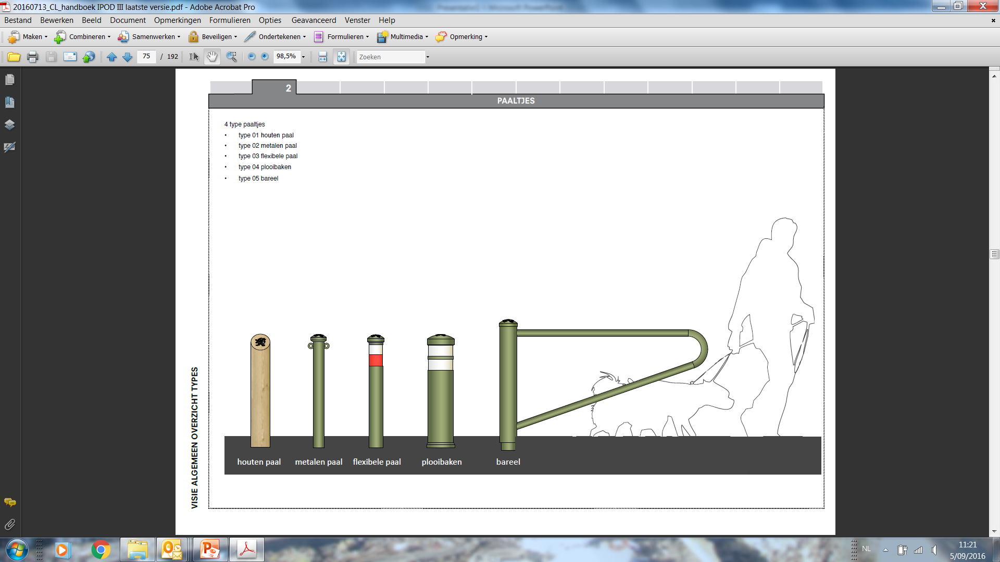 20160713_CL_handboek IPOD III laatste versie.pdf - Adobe Acrobat Pro
Bestand Bewerken Beeld Document Opmerkingen Formulieren Opties Geavanceerd Venster Help
Maken Combineren Samenwerken Beveiligen Ondertekenen Formulieren Multimedia Opmerking
75 / 192 98,5% Zoeken
2
PAALTJES
4 type paaltjes
• type 01 houten paal
• type 02 metalen paal
• type 03 flexibele paal
• type 04 plooibaken
• type 05 bareel
VISIE ALGEMEEN OVERZICHT TYPES
houten paal metalen paal flexibele paal plooibaken bareel
NL
11:21
5/09/2016